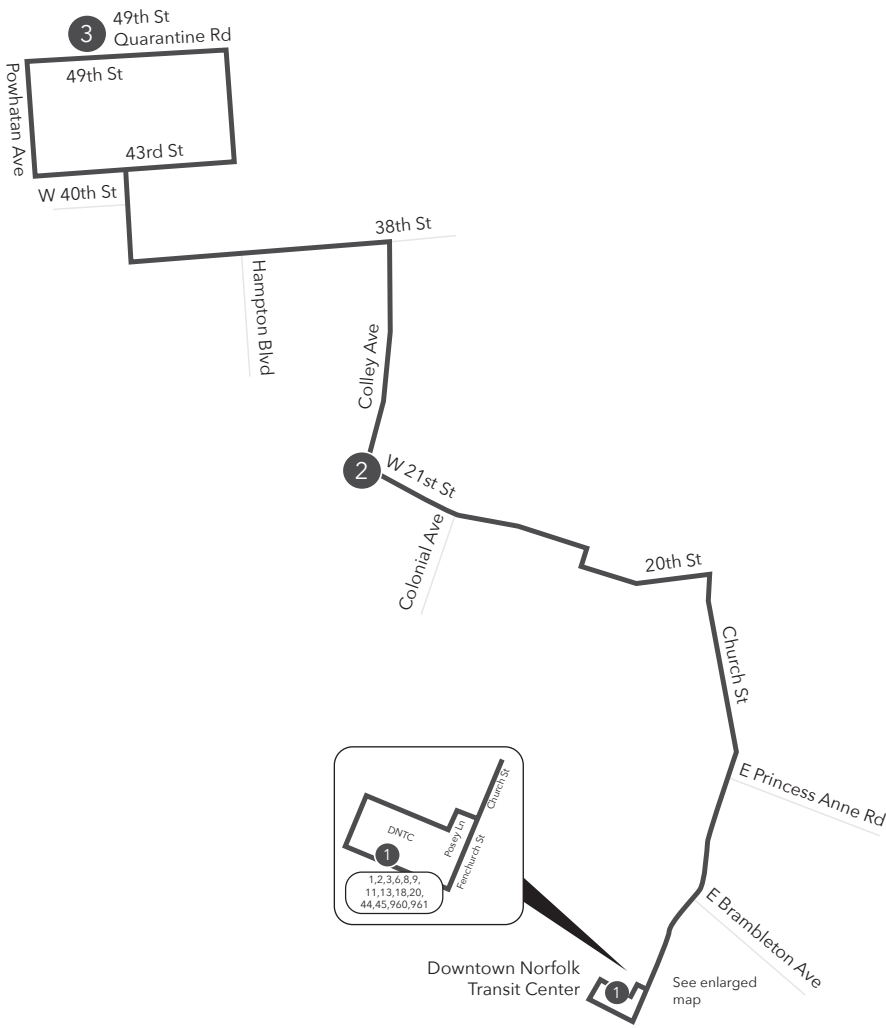 3
49th St
Quarantine Rd
49th St
Powhatan Ave
43rd St
W 40th St
38th St
Hampton Blvd
Colley Ave
2
W 21st St
Colonial Ave
20th St
Church St
E Princess Anne Rd
Church St
DNTC
Posey Ln
Fenchurch St
1
1,2,3,6,8,9,
11,13,18,20,
44,45,960,961
E Brambleton Ave
Downtown Norfolk
Transit Center
1
See enlarged
map